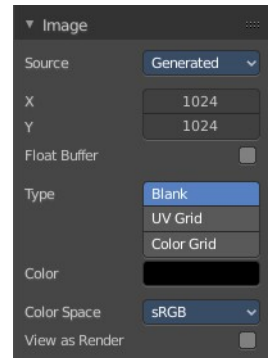 Image
Source Generated
X 1024
Y 1024
Float Buffer
Type Blank
UV Grid
Color Grid
Color
Color Space sRGB
View as Render